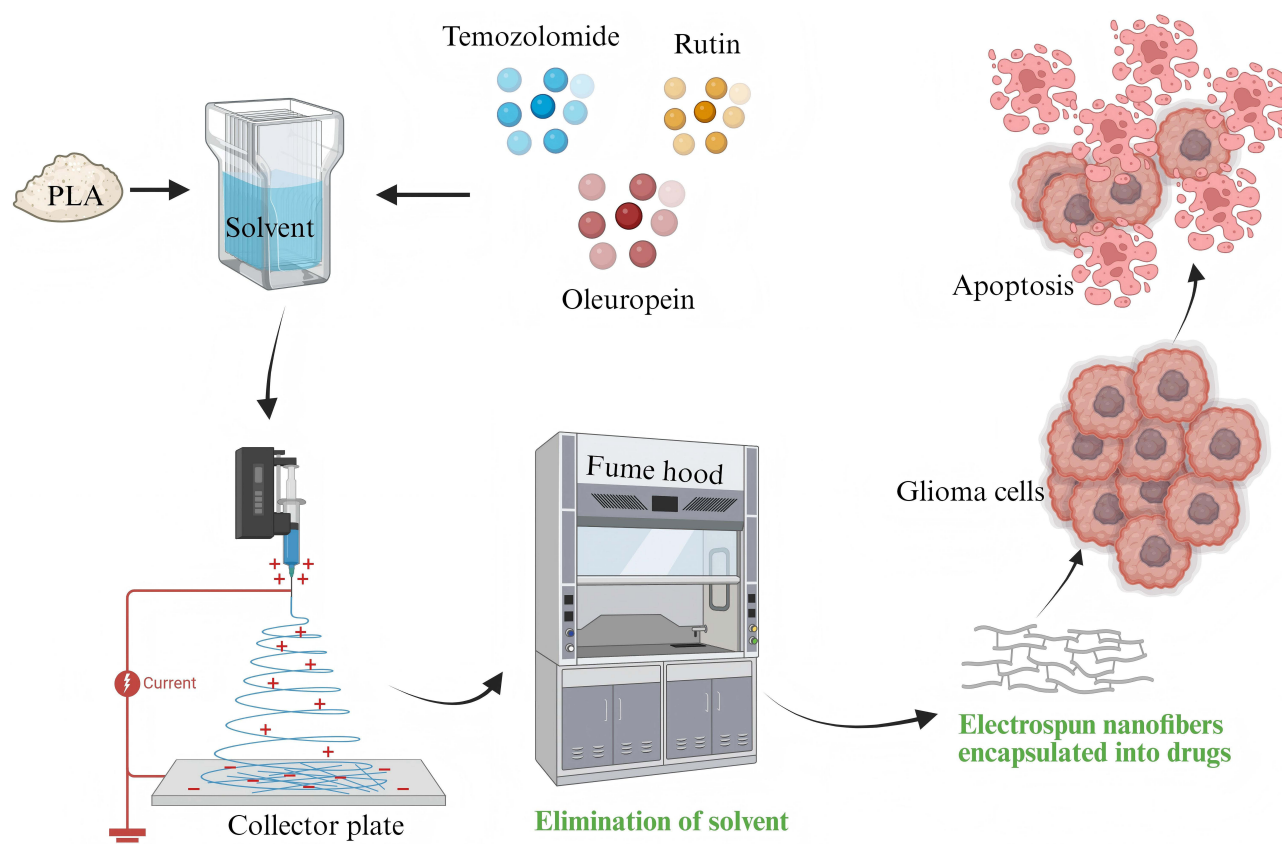 Temozolomide
Rutin
PLA
Solvent
Oleuropein
Apoptosis
Fume hood
Glioma cells
Current
Electrospun nanofibers
encapsulated into drugs
Collector plate
Elimination of solvent